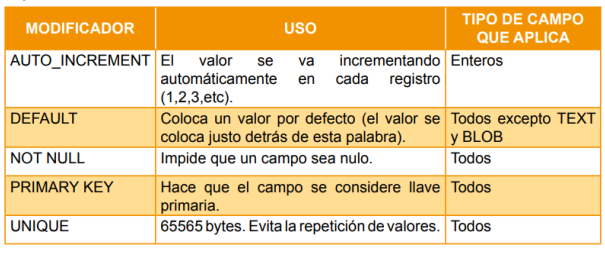 MODIFICADOR USO TIPO DE CAMPO QUE APLICA
AUTO_INCREMENT El valor se va incrementando Enteros
automáticamente en cada registro
(1,2,3,etc).
DEFAULT Coloca un valor por defecto (el valor se Todos excepto TEXT
coloca justo detrás de esta palabra). y BLOB
NOT NULL Impide que un campo sea nulo. Todos
PRIMARY KEY Hace que el campo se considere llave Todos
primaria.
UNIQUE 65565 bytes. Evita la repetición de valores. Todos